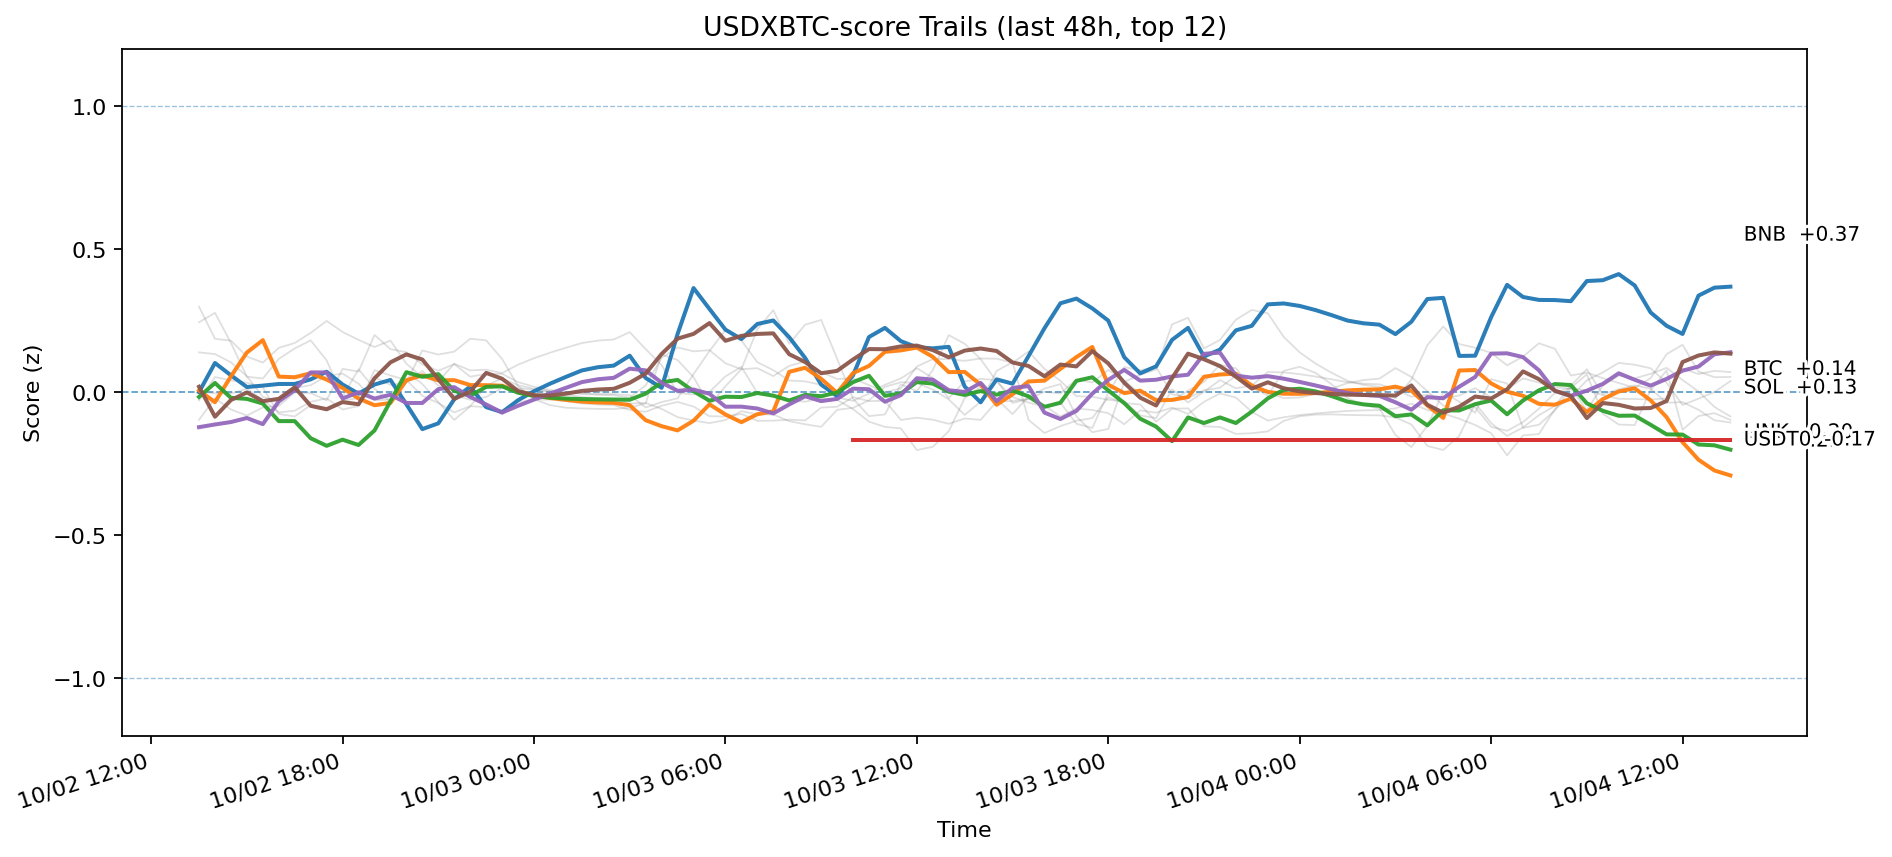 USDXBTC-score Trails (last 48h, top 12)
Score (z)
1.0
0.5
0.0
−0.5
−1.0
BNB +0.37
BTC +0.14
SOL +0.13
USDT -0.17
10/02 12:00
10/02 18:00
10/03 00:00
10/03 06:00
10/03 12:00
10/03 18:00
10/04 00:00
10/04 06:00
10/04 12:00
Time